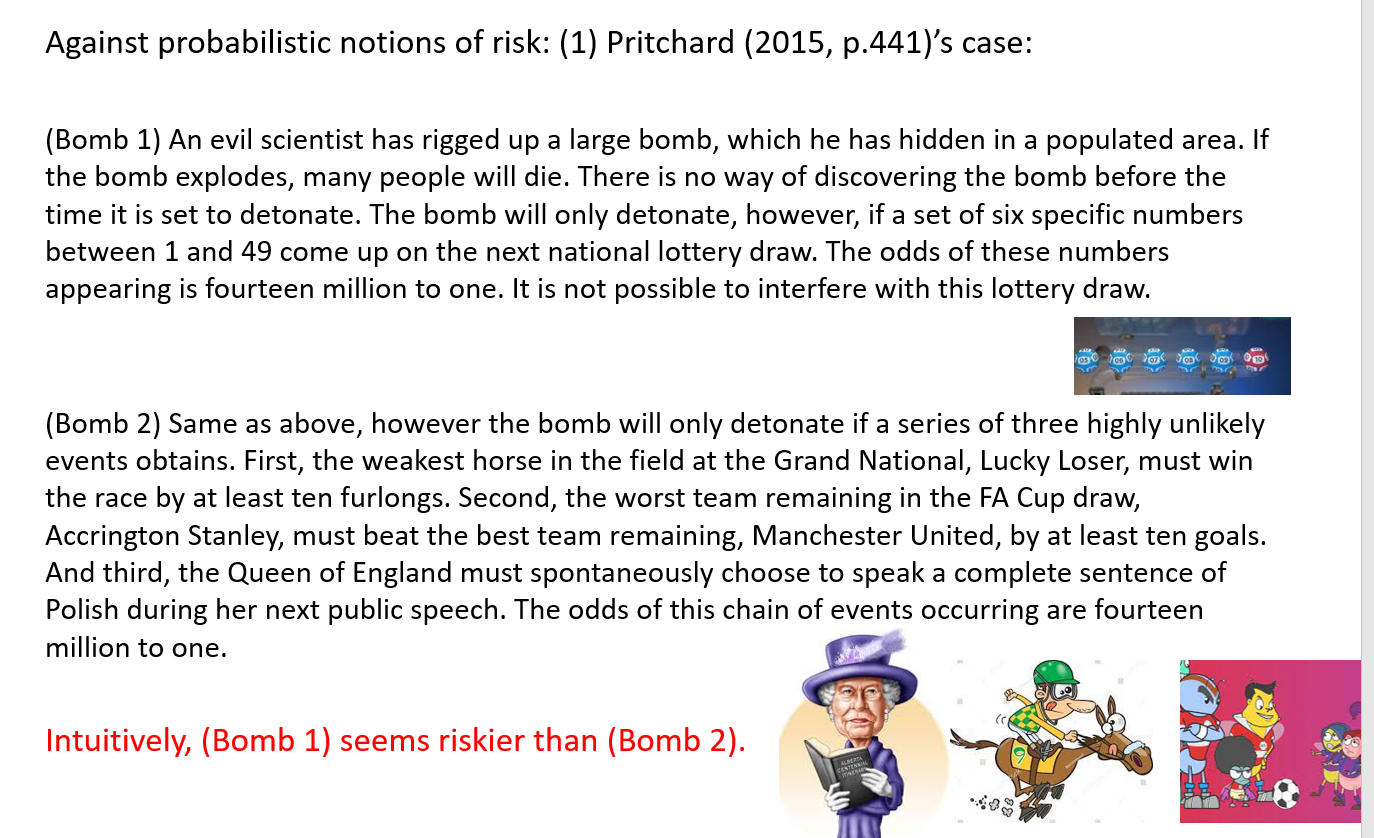 Against probabilistic notions of risk: (1) Pritchard (2015, p.441)’s case:
(Bomb 1) An evil scientist has rigged up a large bomb, which he has hidden in a populated area. If
the bomb explodes, many people will die. There is no way of discovering the bomb before the
time it is set to detonate. The bomb will only detonate, however, if a set of six specific numbers
between 1 and 49 come up on the next national lottery draw. The odds of these numbers
appearing is fourteen million to one. It is not possible to interfere with this lottery draw.
05 06 07 08 09 10
(Bomb 2) Same as above, however the bomb will only detonate if a series of three highly unlikely
events obtains. First, the weakest horse in the field at the Grand National, Lucky Loser, must win
the race by at least ten furlongs. Second, the worst team remaining in the FA Cup draw,
Accrington Stanley, must beat the best team remaining, Manchester United, by at least ten goals.
And third, the Queen of England must spontaneously choose to speak a complete sentence of
Polish during her next public speech. The odds of this chain of events occurring are fourteen
million to one.
Intuitively, (Bomb 1) seems riskier than (Bomb 2).
ALBERTA
CENTENNIAL
ITINERARY
9